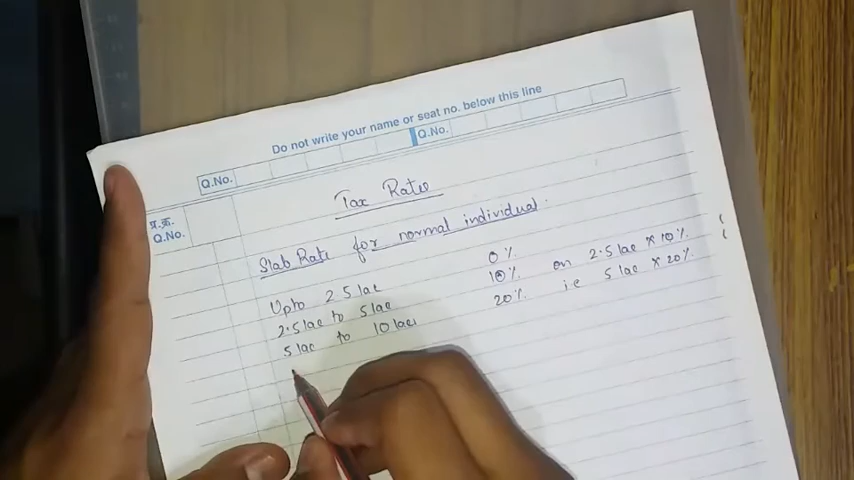 Do not write your name or seat no. below this line
Q.No. Q.No.
प्र.क्र.
Q.No.
Tax Rates
Slab Rate for normal individual.
Upto 2.5 lac 0%
2.5 lac to 5 lac 10% on 2.5 lac × 10%
5 lac to 10 lac 20% i e 5 lac × 20%